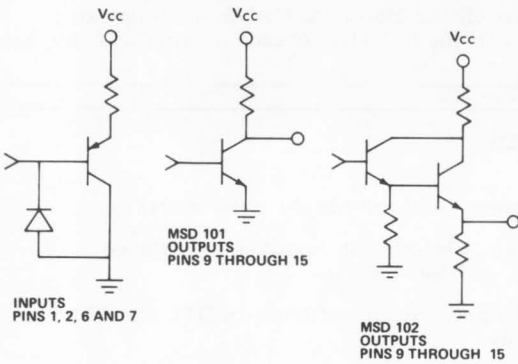 VCC
VCC
VCC
INPUTS
PINS 1, 2, 6 AND 7
MSD 101
OUTPUTS
PINS 9 THROUGH 15
MSD 102
OUTPUTS
PINS 9 THROUGH 15